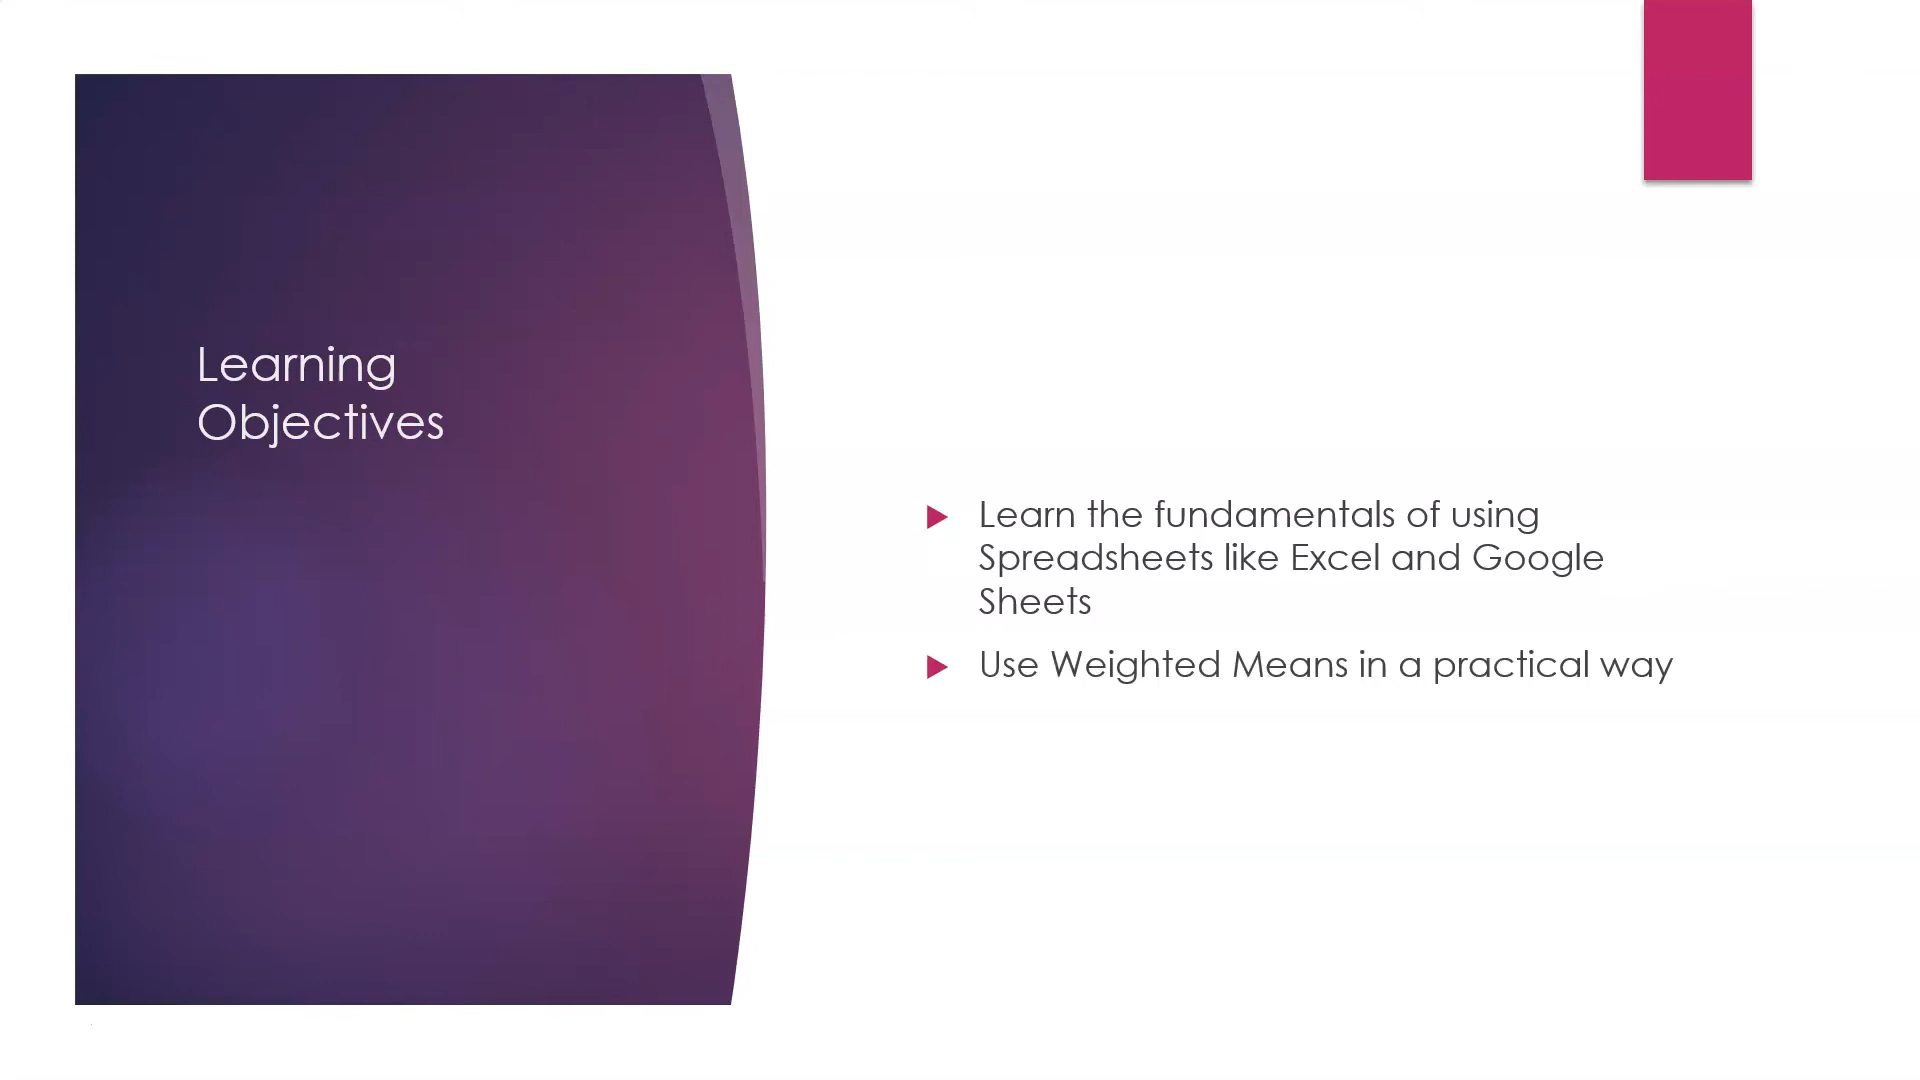 Learning
Objectives
Learn the fundamentals of using
Spreadsheets like Excel and Google
Sheets
Use Weighted Means in a practical way